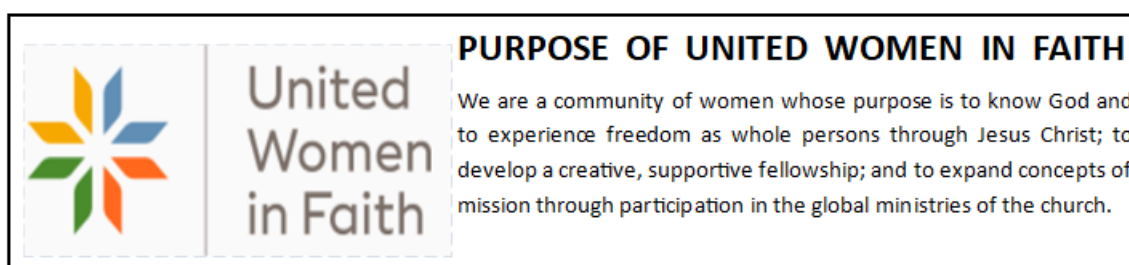 United
Women
in Faith
PURPOSE OF UNITED WOMEN IN FAITH
We are a community of women whose purpose is to know God and
to experience freedom as whole persons through Jesus Christ; to
develop a creative, supportive fellowship; and to expand concepts of
mission through participation in the global ministries of the church.